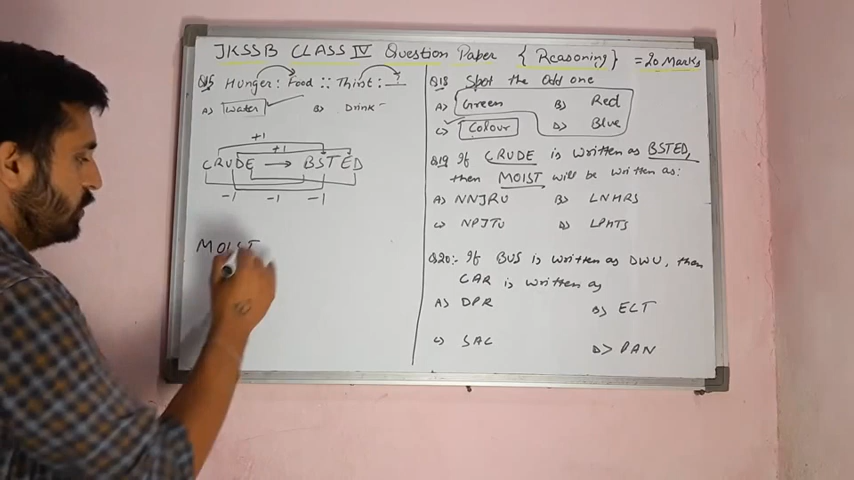 JKSSB CLASS IV Question Paper { Reasoning } = 20 Marks
Q15 Hunger : Food :: Thirst : ?
A) Water B) Drink
+1
+1
CRUDE → BSTED
-1 -1 -1
MOIST
Q18 Spot the Odd one
A) Green B) Red
C) Colour D) Blue
Q19 If CRUDE is written as BSTED,
then MOIST will be written as:
A) NNJRU B) LNHRS
C) NPJTU D) LPHTS
Q20:- If BUS is written as DWU, then
CAR is written as
A) DPR B) ECT
C) SAC D> PAN